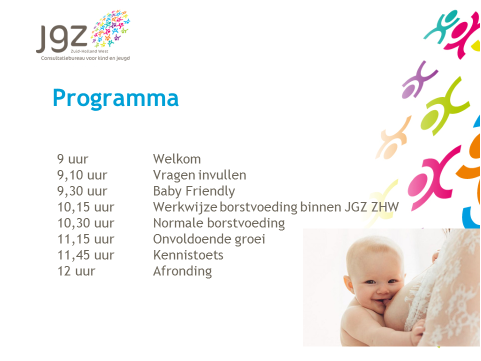 jgz
Zuid-Holland West
Consultatiebureau voor kind en jeugd
Programma
9 uur Welkom
9,10 uur Vragen invullen
9,30 uur Baby Friendly
10,15 uur Werkwijze borstvoeding binnen JGZ ZHW
10,30 uur Normale borstvoeding
11,15 uur Onvoldoende groei
11,45 uur Kennistoets
12 uur Afronding